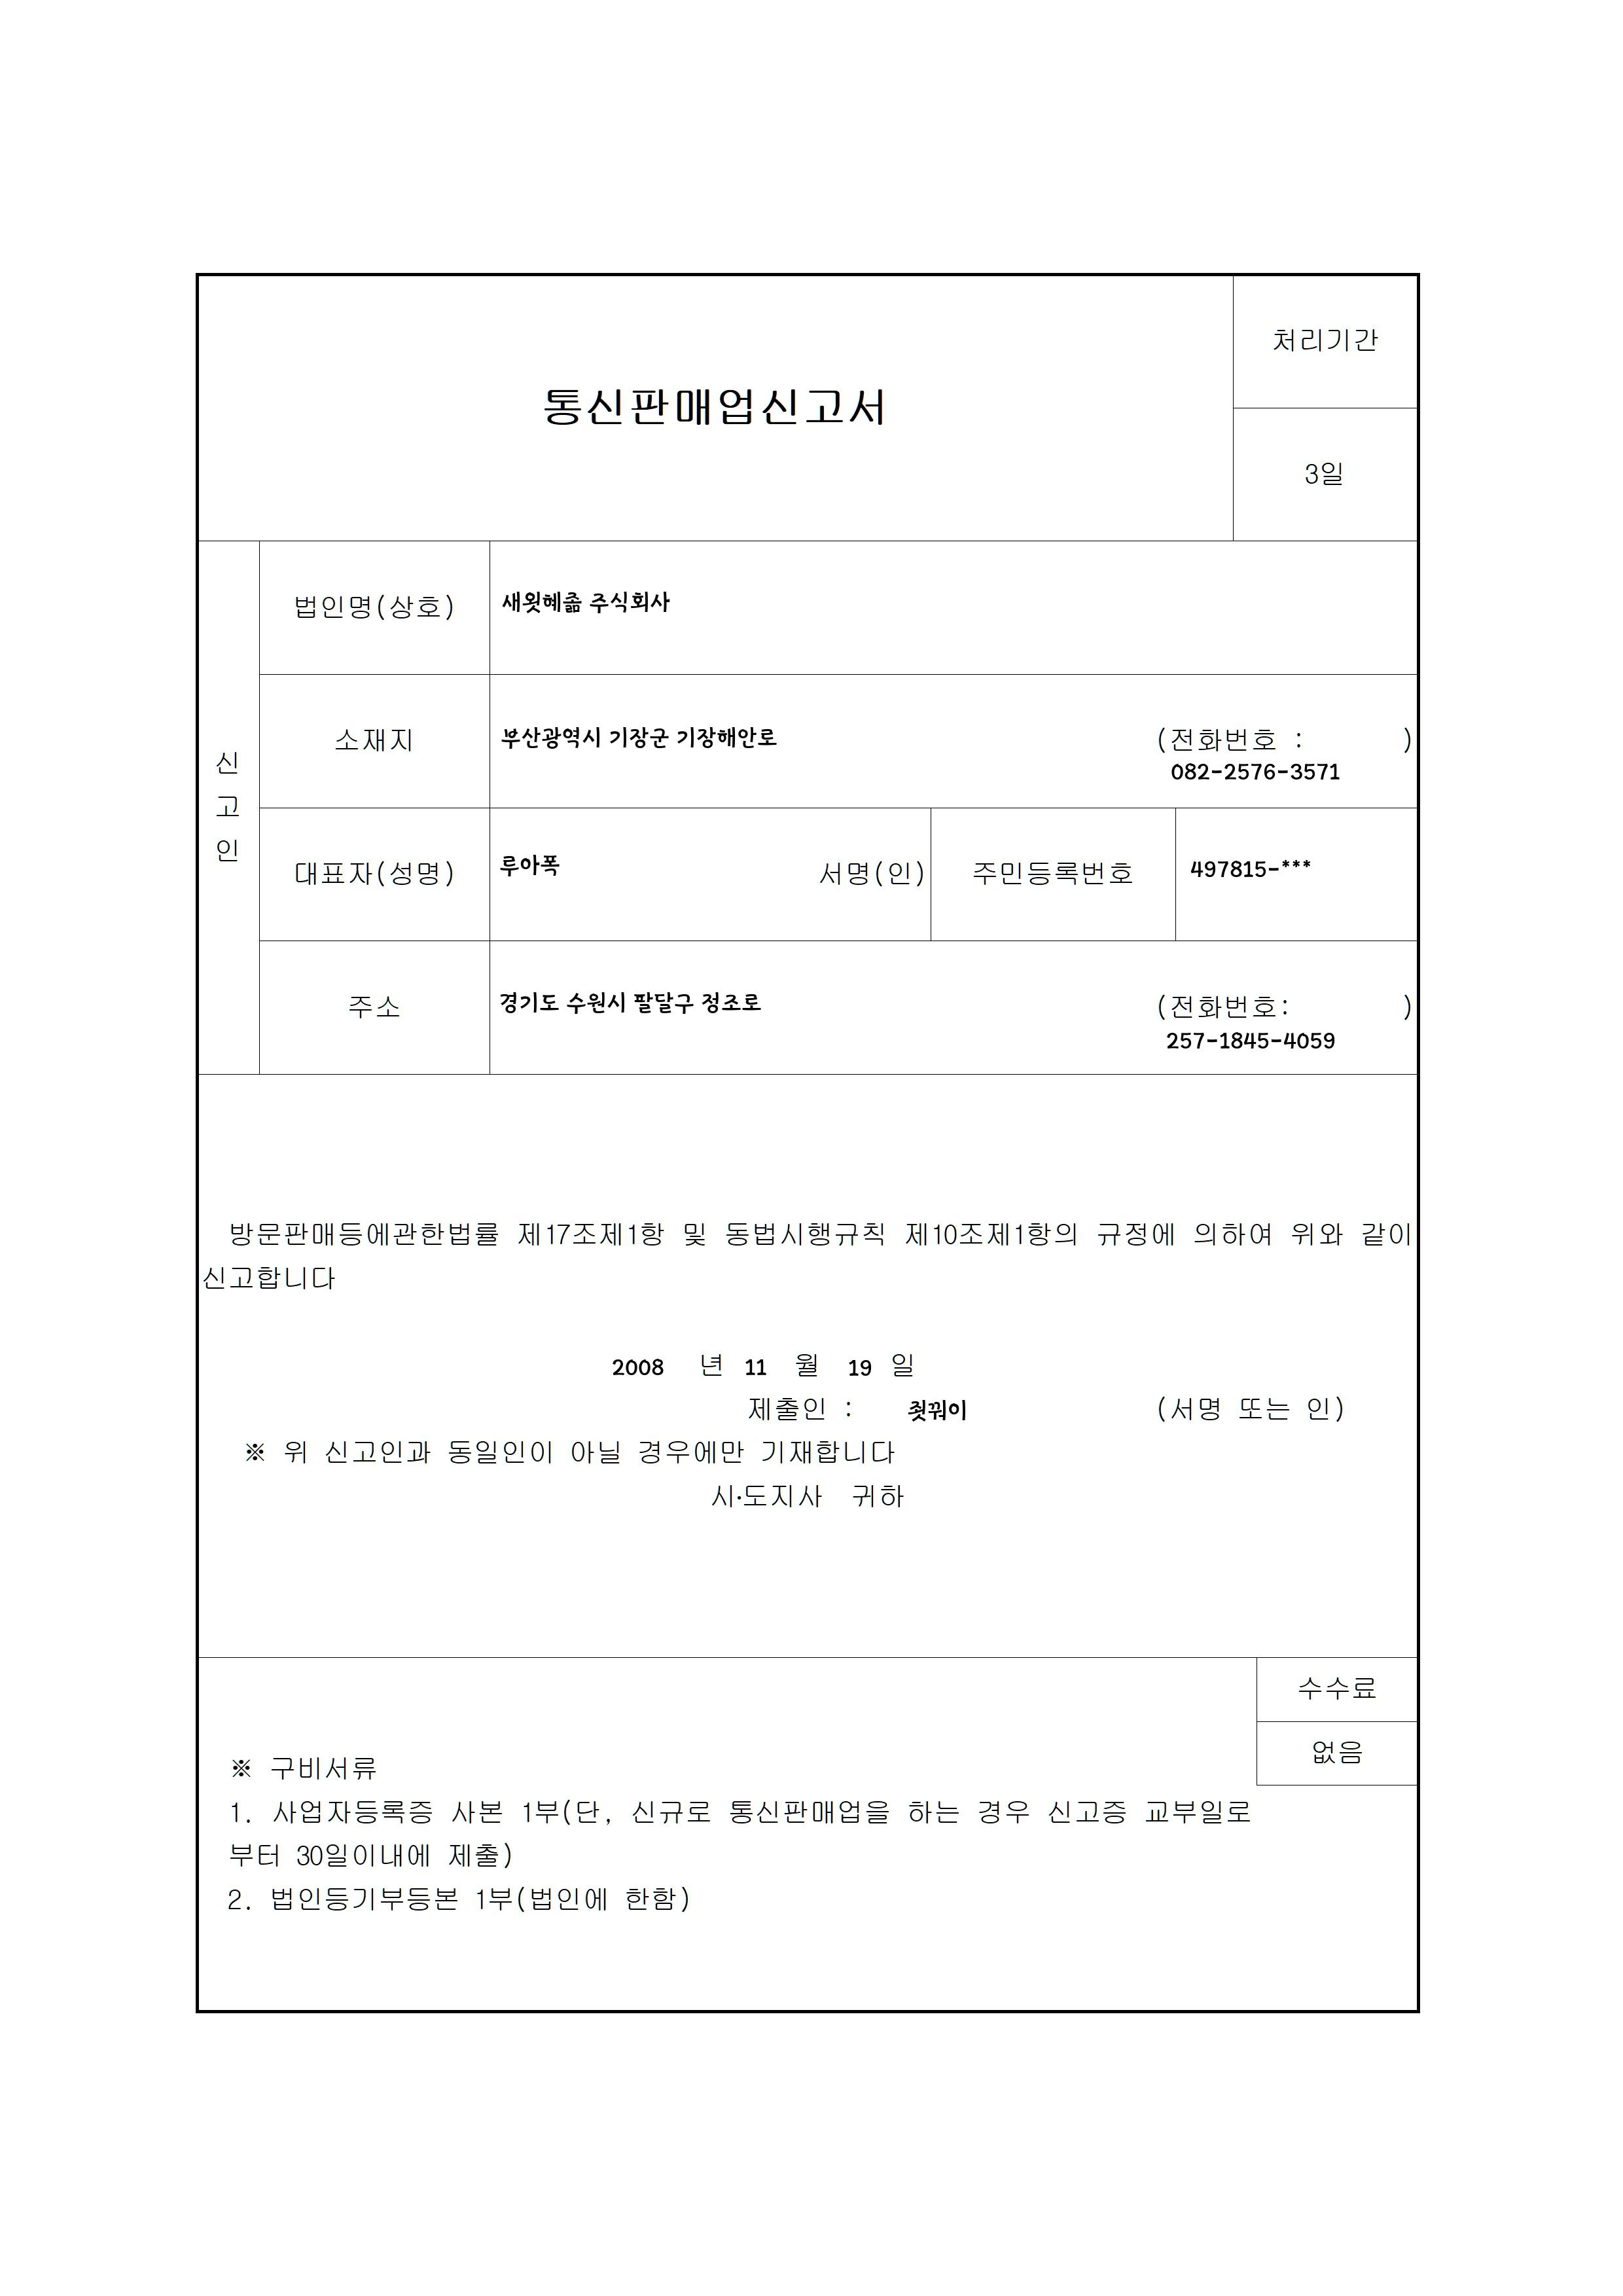 처리기간
통신판매업신고서
3일
신고인
법인명(상호) 새윗혜줆 주식회사
소재지 부산광역시 기장군 기장해안로 (전화번호 : )
082-2576-3571
대표자(성명) 루아폭 서명(인) 주민등록번호 497815-***
주소 경기도 수원시 팔달구 정조로 (전화번호: )
257-1845-4059
방문판매등에관한법률 제17조제1항 및 동법시행규칙 제10조제1항의 규정에 의하여 위와 같이
신고합니다
2008 년 11 월 19 일
제출인 : 죗꿔이 (서명 또는 인)
※ 위 신고인과 동일인이 아닐 경우에만 기재합니다
시·도지사 귀하
수수료
없음
※ 구비서류
1. 사업자등록증 사본 1부(단, 신규로 통신판매업을 하는 경우 신고증 교부일로
부터 30일이내에 제출)
2. 법인등기부등본 1부(법인에 한함)